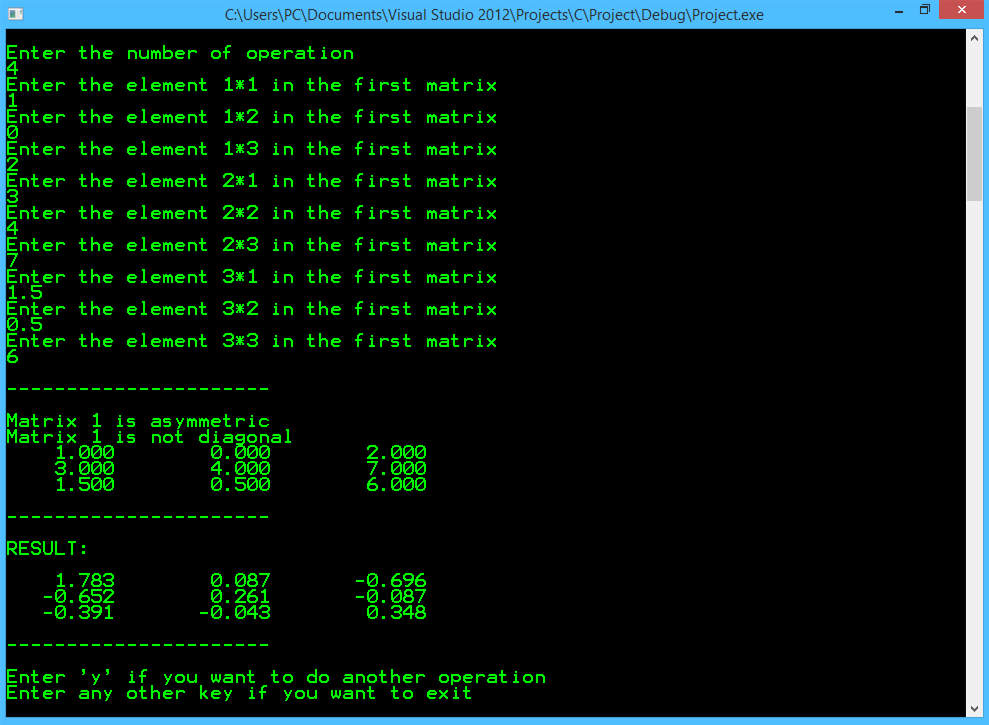 C:\Users\PC\Documents\Visual Studio 2012\Projects\C\Project\Debug\Project.exe
Enter the number of operation
4
Enter the element 1*1 in the first matrix
1
Enter the element 1*2 in the first matrix
0
Enter the element 1*3 in the first matrix
2
Enter the element 2*1 in the first matrix
3
Enter the element 2*2 in the first matrix
4
Enter the element 2*3 in the first matrix
7
Enter the element 3*1 in the first matrix
1.5
Enter the element 3*2 in the first matrix
0.5
Enter the element 3*3 in the first matrix
6
----------------------
Matrix 1 is asymmetric
Matrix 1 is not diagonal
1.000 0.000 2.000
3.000 4.000 7.000
1.500 0.500 6.000
----------------------
RESULT:
1.783 0.087 -0.696
-0.652 0.261 -0.087
-0.391 -0.043 0.348
----------------------
Enter 'y' if you want to do another operation
Enter any other key if you want to exit